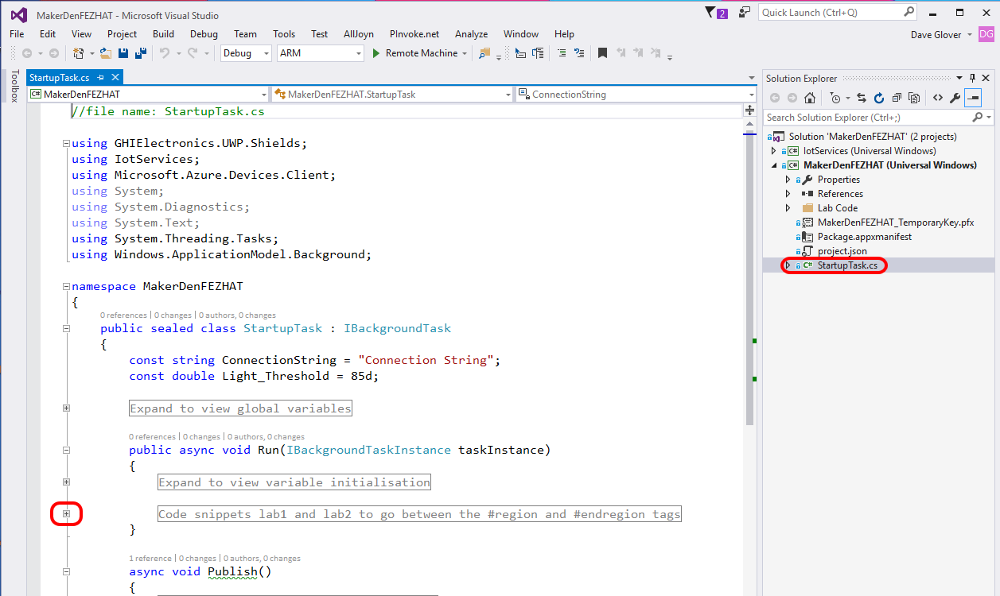 MakerDenFEZHAT - Microsoft Visual Studio
2
Quick Launch (Ctrl+Q)
File Edit View Project Build Debug Team Tools Test AllJoyn PInvoke.net Analyze Window Help
Dave Glover DG
Debug ARM Remote Machine
Toolbox
StartupTask.cs
MakerDenFEZHAT MakerDenFEZHAT.StartupTask ConnectionString
//file name: StartupTask.cs
using GHIElectronics.UWP.Shields;
using IotServices;
using Microsoft.Azure.Devices.Client;
using System;
using System.Diagnostics;
using System.Text;
using System.Threading.Tasks;
using Windows.ApplicationModel.Background;
namespace MakerDenFEZHAT
{
0 references | 0 changes | 0 authors, 0 changes
public sealed class StartupTask : IBackgroundTask
{
const string ConnectionString = "Connection String";
const double Light_Threshold = 85d;
Expand to view global variables
0 references | 0 changes | 0 authors, 0 changes
public async void Run(IBackgroundTaskInstance taskInstance)
{
Expand to view variable initialisation
Code snippets lab1 and lab2 to go between the #region and #endregion tags
}
1 reference | 0 changes | 0 authors, 0 changes
async void Publish()
{
Solution Explorer
Search Solution Explorer (Ctrl+;)
Solution 'MakerDenFEZHAT' (2 projects)
C# IotServices (Universal Windows)
C# MakerDenFEZHAT (Universal Windows)
Properties
References
Lab Code
MakerDenFEZHAT_TemporaryKey.pfx
Package.appxmanifest
project.json
C# StartupTask.cs